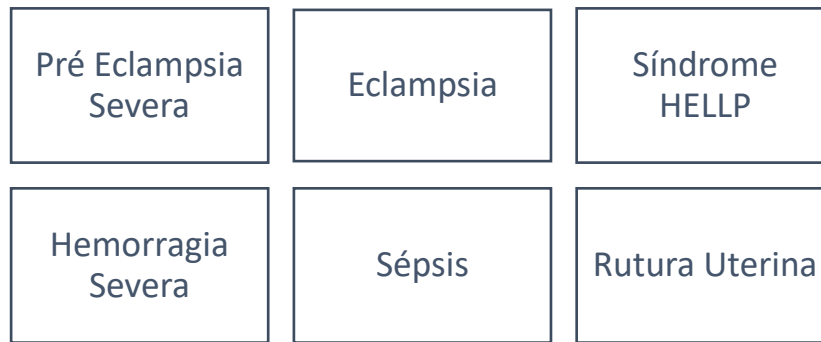 Pré Eclampsia
Severa
Eclampsia
Síndrome
HELLP
Hemorragia
Severa
Sépsis
Rutura Uterina